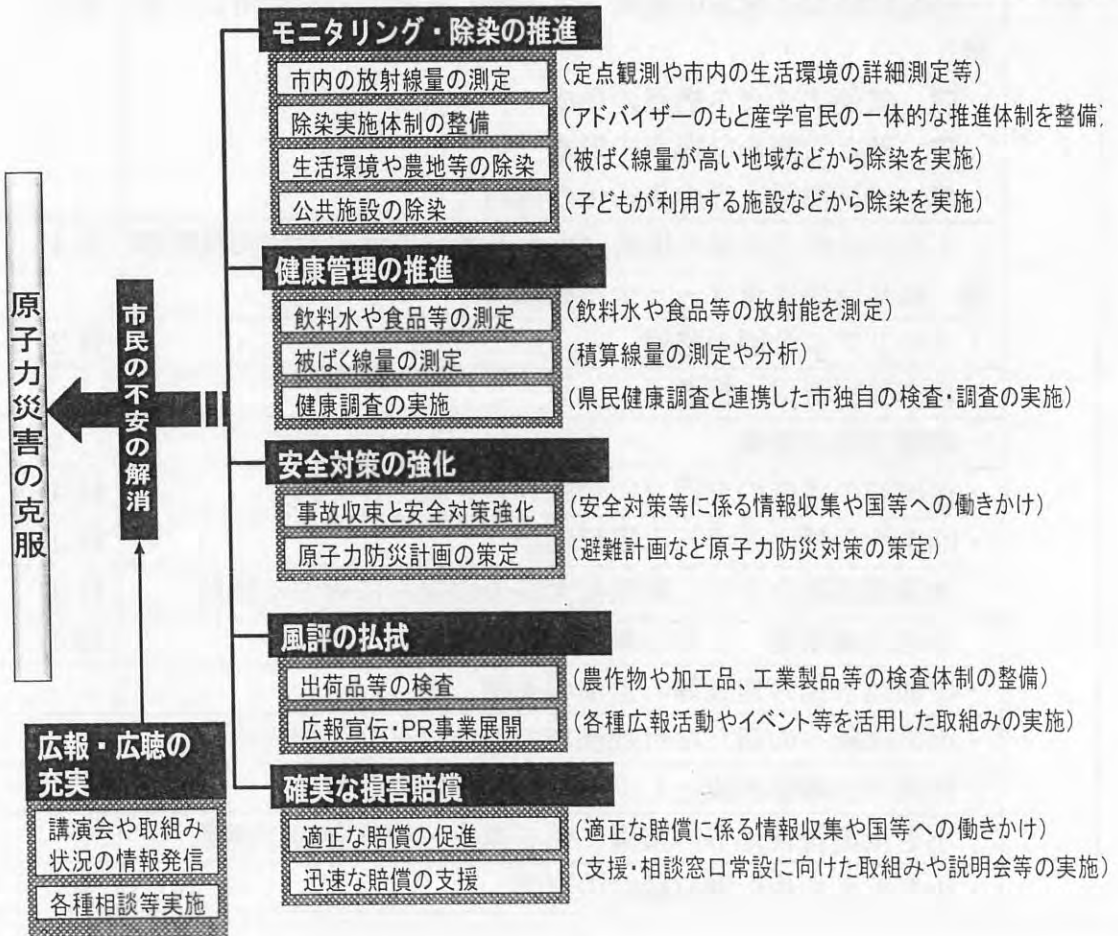 モニタリング・除染の推進
市内の放射線量の測定 (定点観測や市内の生活環境の詳細測定等)
除染実施体制の整備 (アドバイザーのもと産学官民の一体的な推進体制を整備)
生活環境や農地等の除染 (被ばく線量が高い地域などから除染を実施)
公共施設の除染 (子どもが利用する施設などから除染を実施)
健康管理の推進
飲料水や食品等の測定 (飲料水や食品等の放射能を測定)
被ばく線量の測定 (積算線量の測定や分析)
健康調査の実施 (県民健康調査と連携した市独自の検査・調査の実施)
安全対策の強化
事故収束と安全対策強化 (安全対策等に係る情報収集や国等への働きかけ)
原子力防災計画の策定 (避難計画など原子力防災対策の策定)
風評の払拭
出荷品等の検査 (農作物や加工品、工業製品等の検査体制の整備)
広報宣伝・PR事業展開 (各種広報活動やイベント等を活用した取組みの実施)
確実な損害賠償
適正な賠償の促進 (適正な賠償に係る情報収集や国等への働きかけ)
迅速な賠償の支援 (支援・相談窓口常設に向けた取組みや説明会等の実施)
原子力災害の克服
市民の不安の解消
広報・広聴の
充実
講演会や取組み
状況の情報発信
各種相談等実施